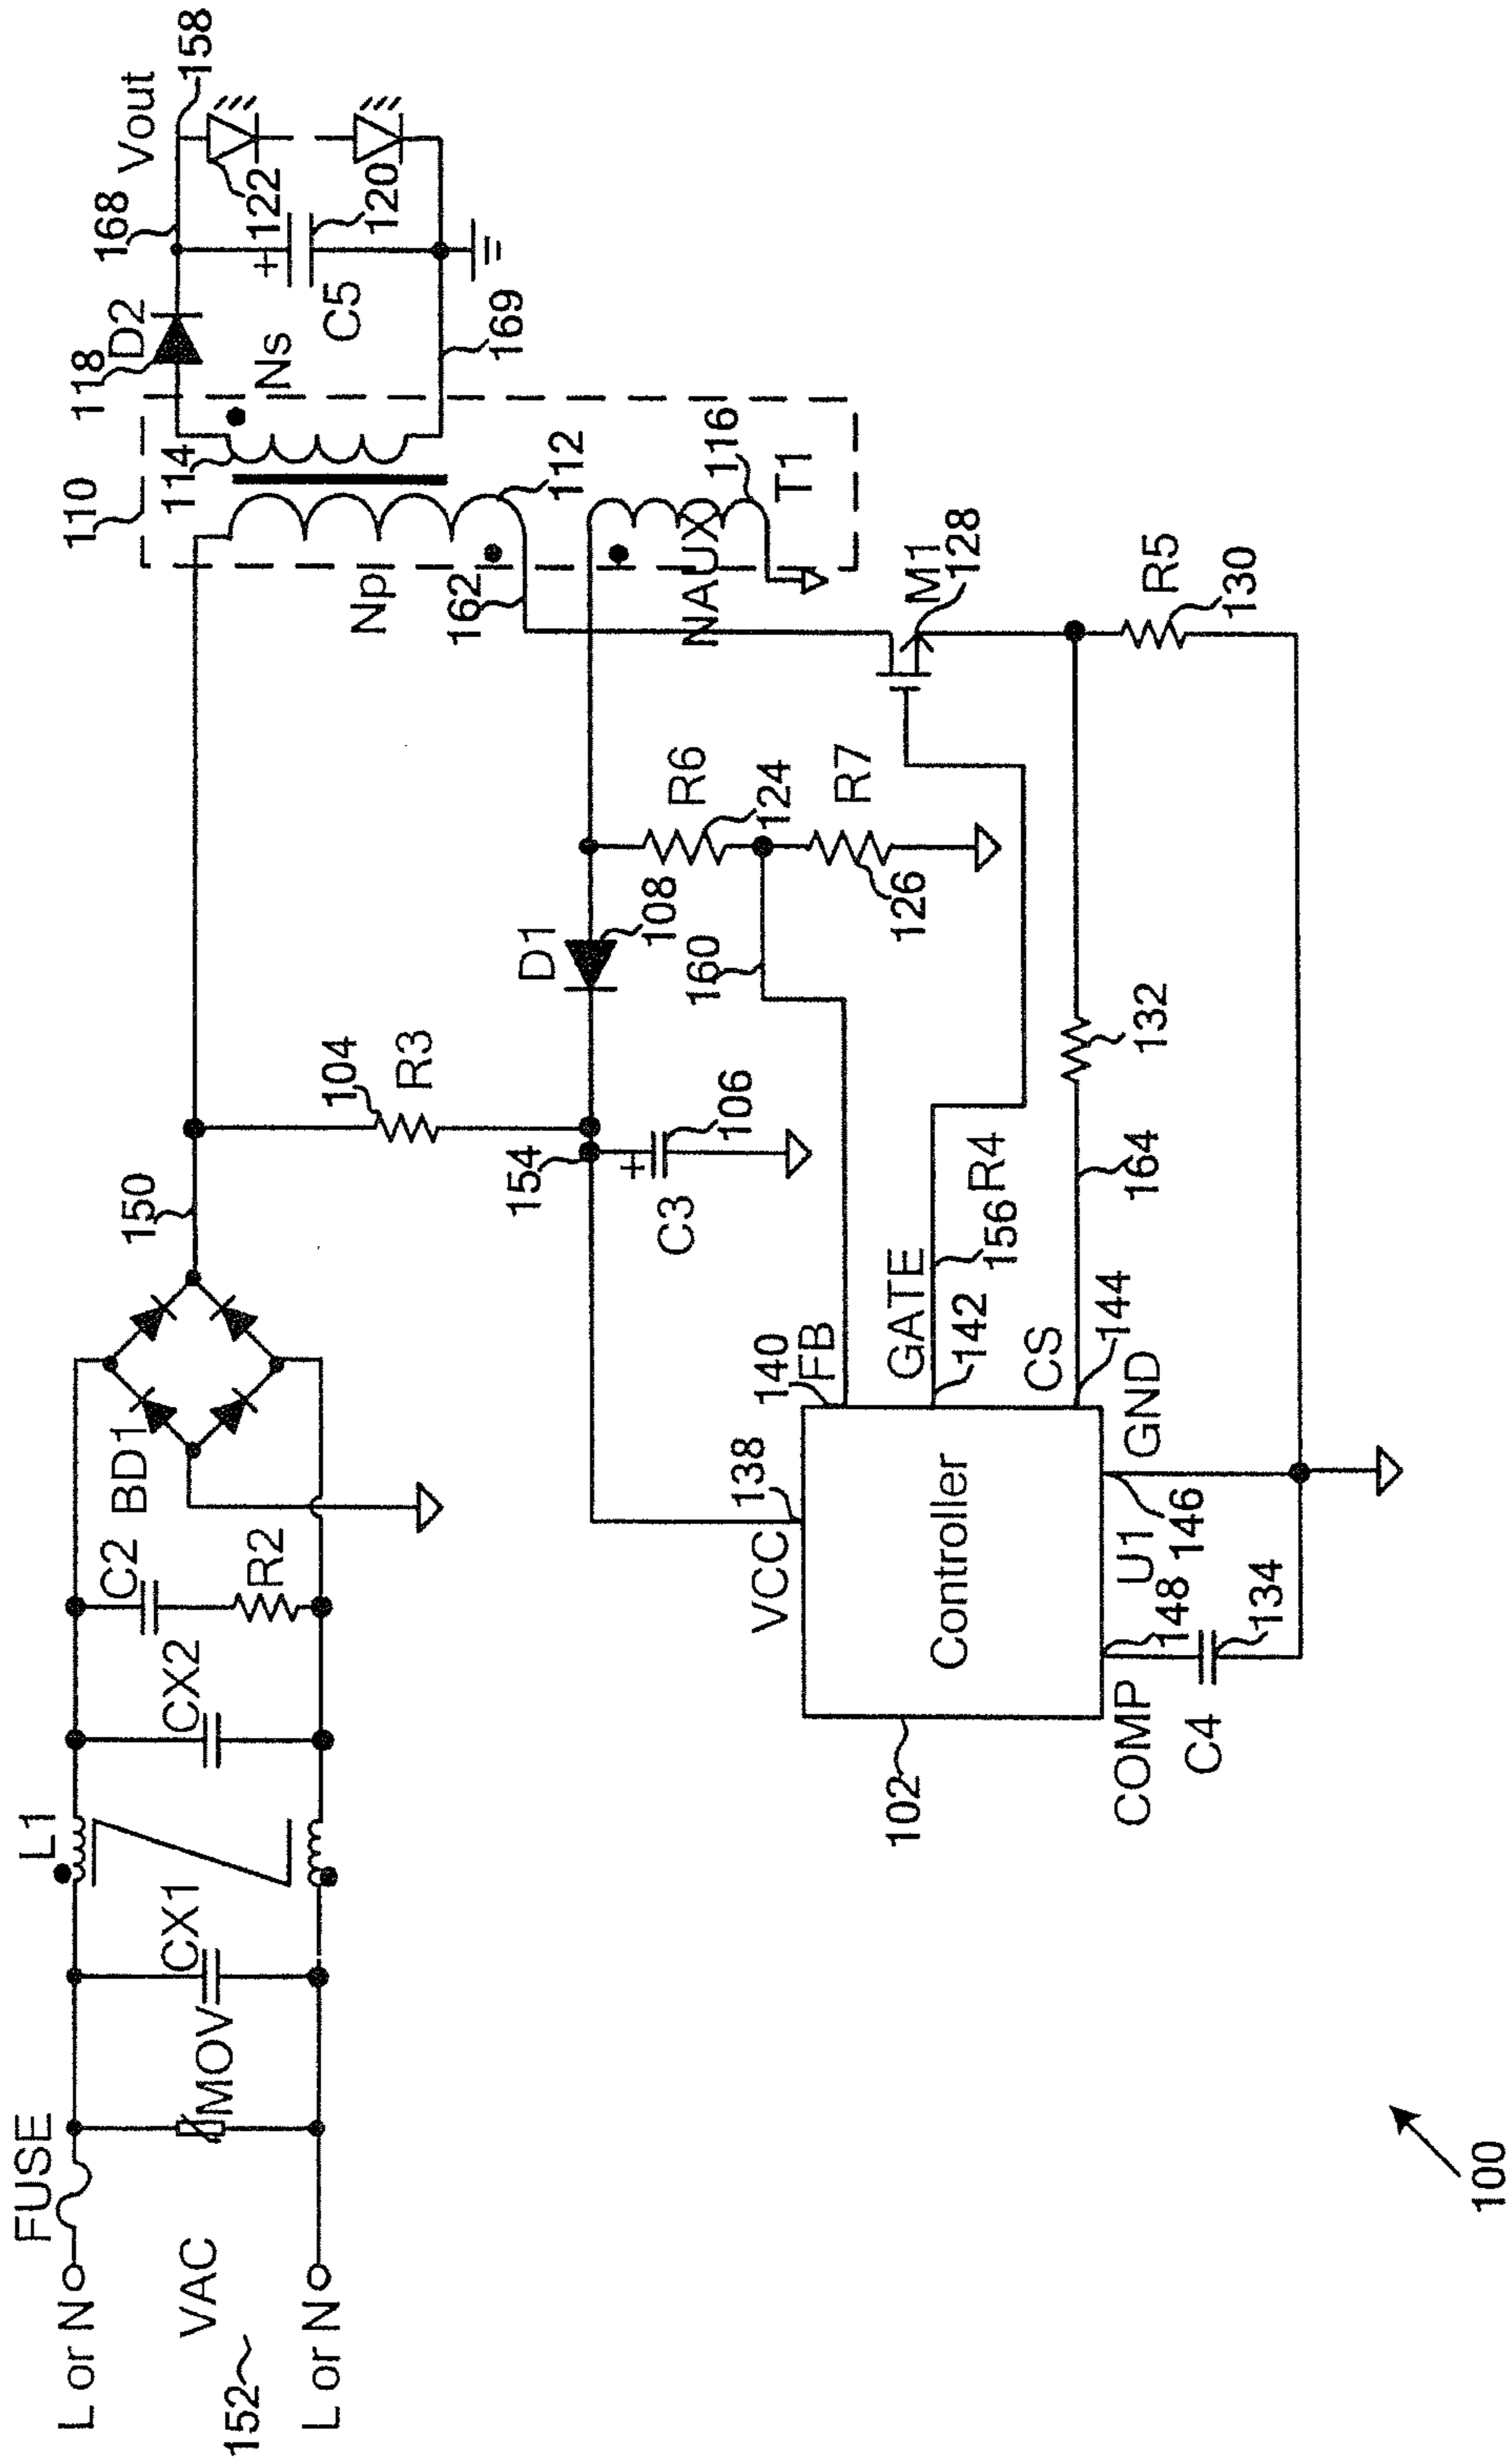 FUSE
L or N
VAC
152
L or N
MOV
CX1
L1
CX2
C2
R2
BD1
150
104
R3
154
C3
106
D1
108
160
R6
124
R7
126
110
114
Np
162
112
NAUX
116
T1
118
D2
Ns
168
Vout
158
122
120
C5
169
M1
128
R5
130
132
164
R4
156
GATE
142
CS
144
140
FB
138
VCC
Controller
102
GND
146
U1
148
COMP
C4
134
100